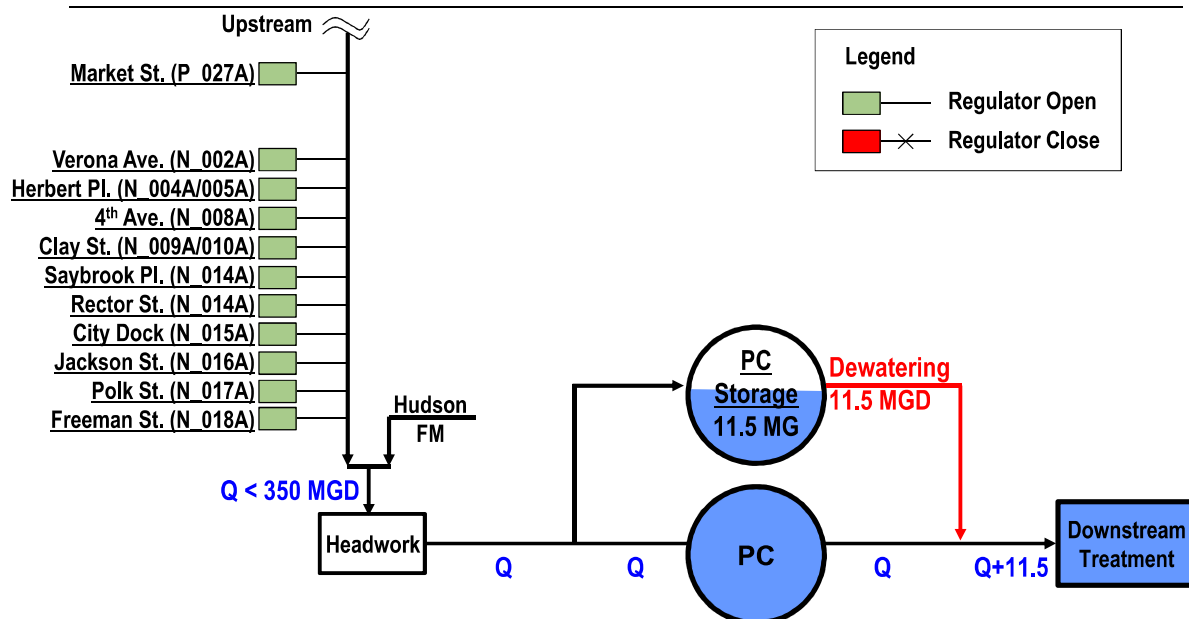 Upstream
Market St. (P_027A)
Verona Ave. (N_002A)
Herbert Pl. (N_004A/005A)
4th Ave. (N_008A)
Clay St. (N_009A/010A)
Saybrook Pl. (N_014A)
Rector St. (N_014A)
City Dock (N_015A)
Jackson St. (N_016A)
Polk St. (N_017A)
Freeman St. (N_018A)
Legend
Regulator Open
Regulator Close
Hudson
FM
Q < 350 MGD
Headwork
PC
Storage
11.5 MG
Dewatering
11.5 MGD
PC
Q
Q
Q
Q+11.5
Downstream
Treatment